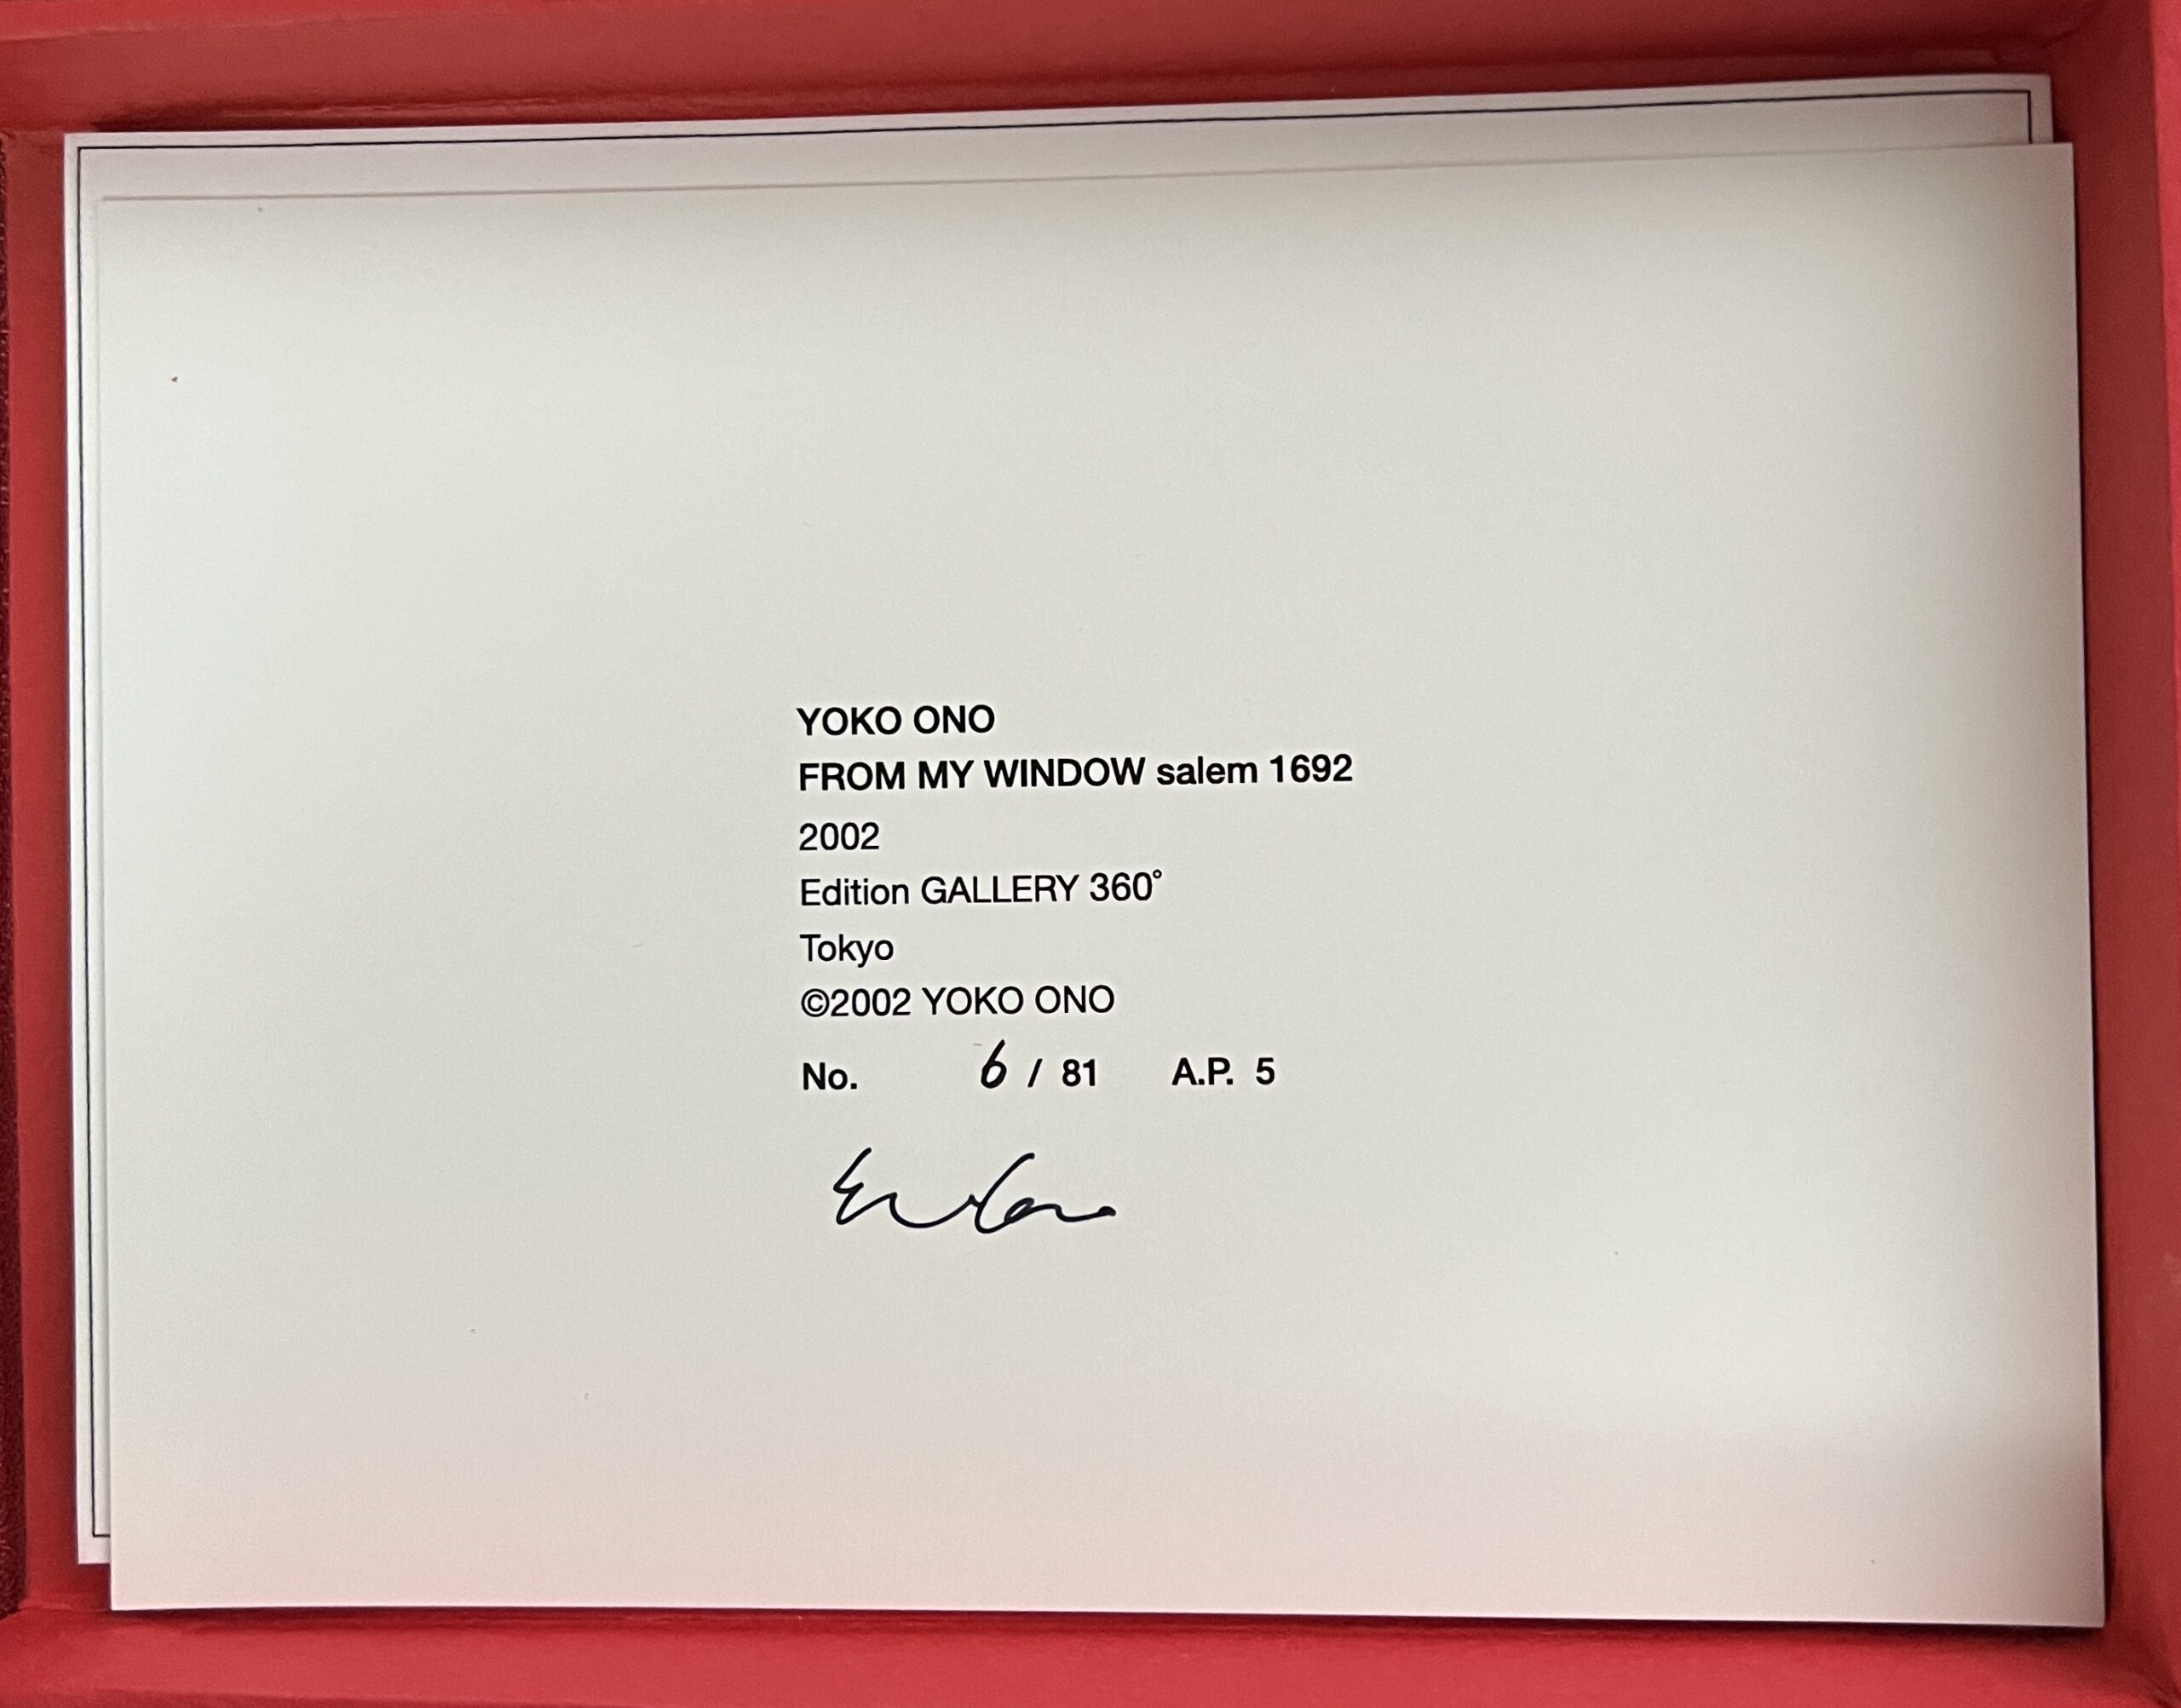 YOKO ONO
FROM MY WINDOW salem 1692
2002
Edition GALLERY 360°
Tokyo
©2002 YOKO ONO
No. 6 / 81 A.P. 5